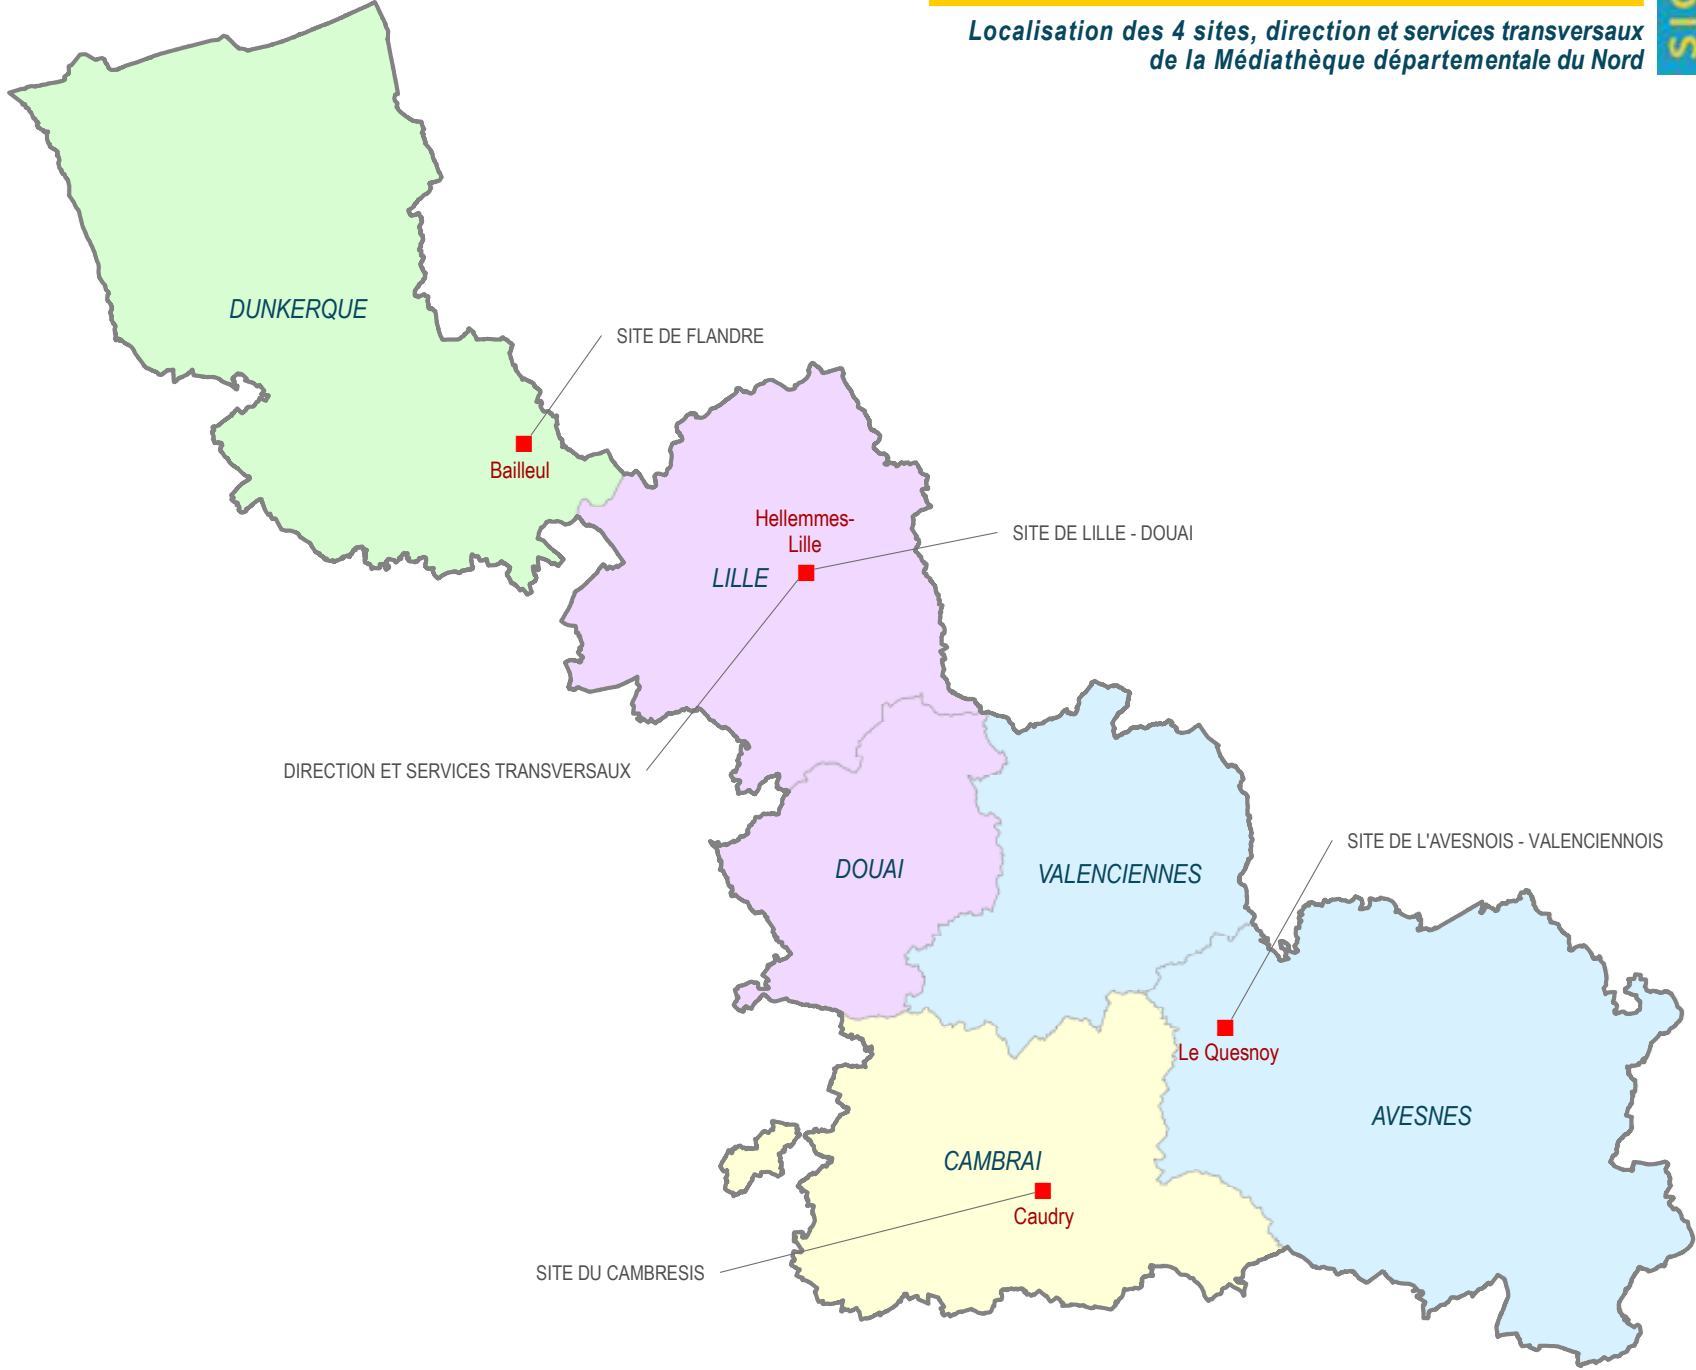 Localisation des 4 sites, direction et services transversaux
de la Médiathèque départementale du Nord
DUNKERQUE
SITE DE FLANDRE
Bailleul
Hellemmes-
Lille
SITE DE LILLE - DOUAI
LILLE
DIRECTION ET SERVICES TRANSVERSAUX
DOUAI
VALENCIENNES
SITE DE L'AVESNOIS - VALENCIENNOIS
Le Quesnoy
AVESNES
CAMBRAI
Caudry
SITE DU CAMBRESIS